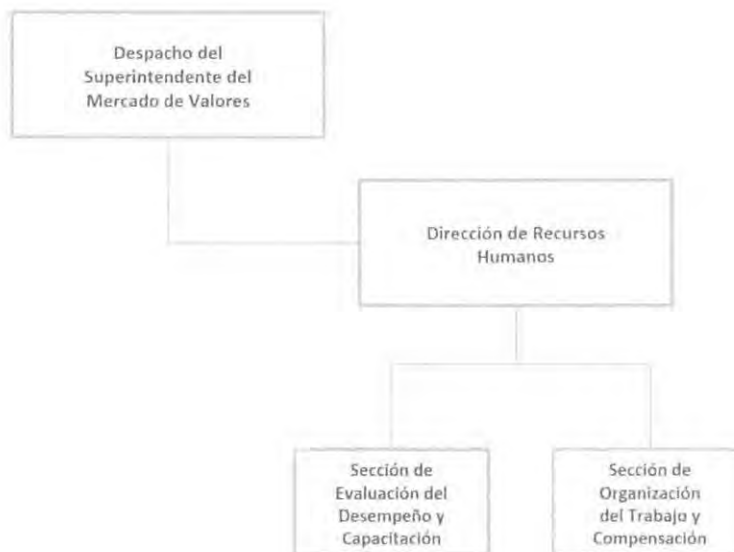 Despacho del
Superintendente del
Mercado de Valores
Dirección de Recursos
Humanos
Sección de
Evaluación del
Desempeño y
Capacitación
Sección de
Organización
del Trabajo y
Compensación